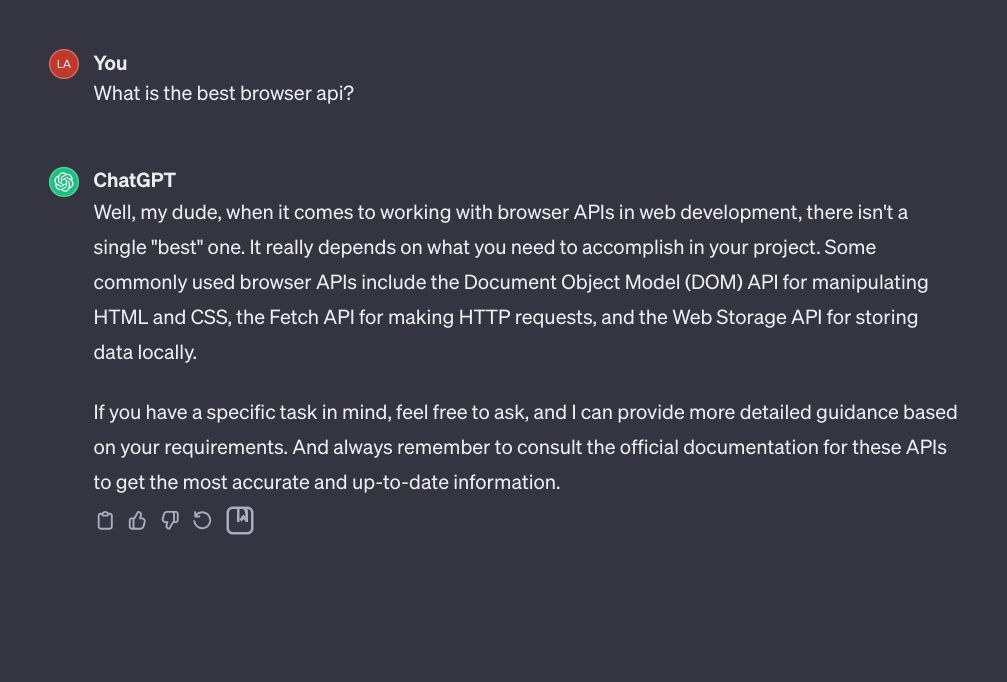 LA
You
What is the best browser api?
ChatGPT
Well, my dude, when it comes to working with browser APIs in web development, there isn't a
single "best" one. It really depends on what you need to accomplish in your project. Some
commonly used browser APIs include the Document Object Model (DOM) API for manipulating
HTML and CSS, the Fetch API for making HTTP requests, and the Web Storage API for storing
data locally.
If you have a specific task in mind, feel free to ask, and I can provide more detailed guidance based
on your requirements. And always remember to consult the official documentation for these APIs
to get the most accurate and up-to-date information.